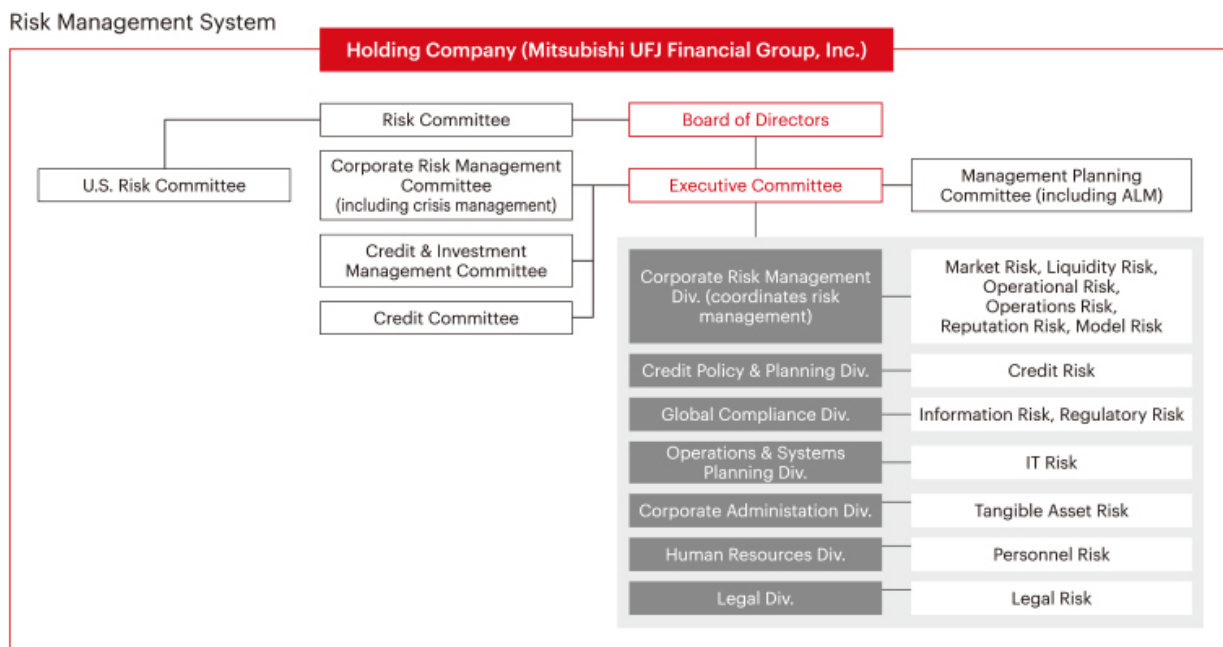 Risk Management System
Holding Company (Mitsubishi UFJ Financial Group, Inc.)
Risk Committee
Board of Directors
U.S. Risk Committee
Corporate Risk Management
Committee
(including crisis management)
Executive Committee
Management Planning
Committee (including ALM)
Credit & Investment
Management Committee
Credit Committee
Corporate Risk Management
Div. (coordinates risk
management)
Market Risk, Liquidity Risk,
Operational Risk,
Operations Risk,
Reputation Risk, Model Risk
Credit Policy & Planning Div.
Credit Risk
Global Compliance Div.
Information Risk, Regulatory Risk
Operations & Systems
Planning Div.
IT Risk
Corporate Administation Div.
Tangible Asset Risk
Human Resources Div.
Personnel Risk
Legal Div.
Legal Risk